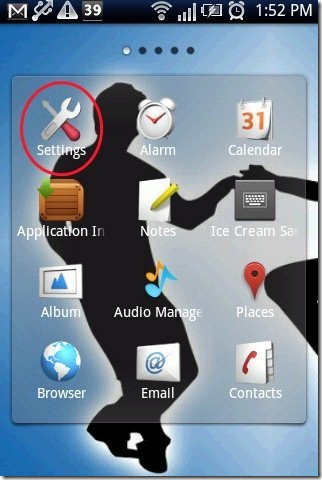 39 1:52 PM
Settings Alarm Calendar
31
Application In Notes Ice Cream San
Album Audio Manage Places
Browser Email Contacts